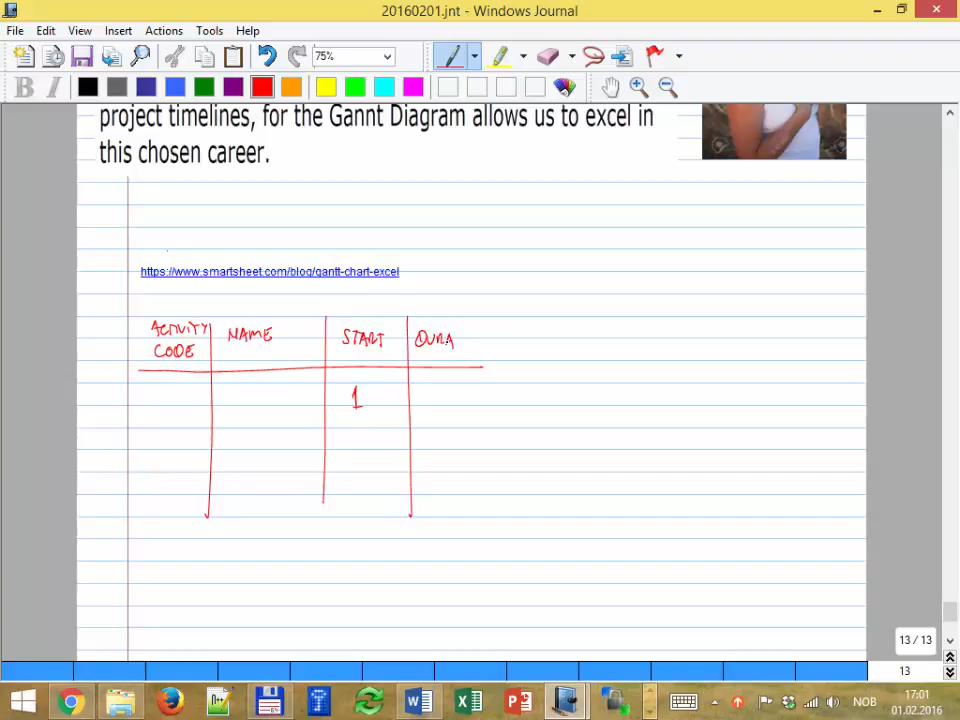 20160201.jnt - Windows Journal
File Edit View Insert Actions Tools Help
75%
B I
project timelines, for the Gannt Diagram allows us to excel in
this chosen career.
https://www.smartsheet.com/blog/gantt-chart-excel
ACTIVITY CODE NAME START DURA
1
13 / 13
13
NOB
17:01
01.02.2016